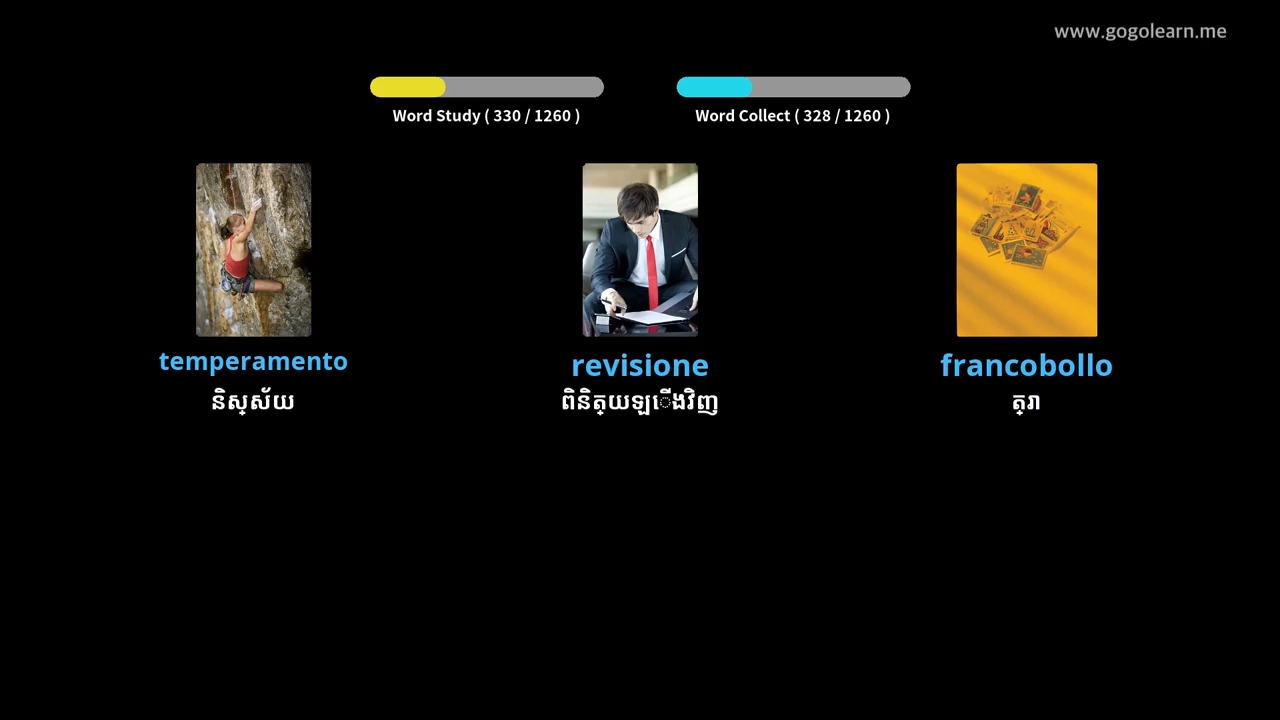 www.gogolearn.me
Word Study ( 330 / 1260 )
Word Collect ( 328 / 1260 )
temperamento
revisione
francobollo
និស្ស័យ
ពិនិត្យឡើងវិញ
ត្រា